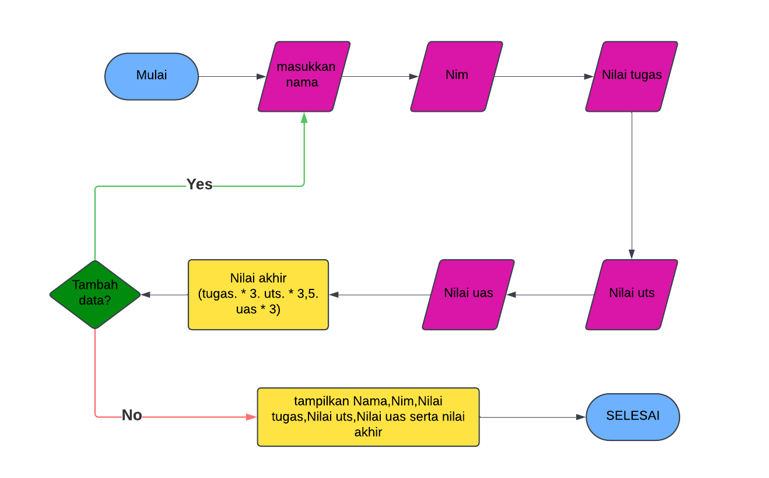 Mulai
masukkan
nama
Nim
Nilai tugas
Yes
Tambah
data?
Nilai akhir
(tugas. * 3. uts. * 3,5.
uas * 3)
Nilai uas
Nilai uts
No
tampilkan Nama,Nim,Nilai
tugas,Nilai uts,Nilai uas serta nilai
akhir
SELESAI